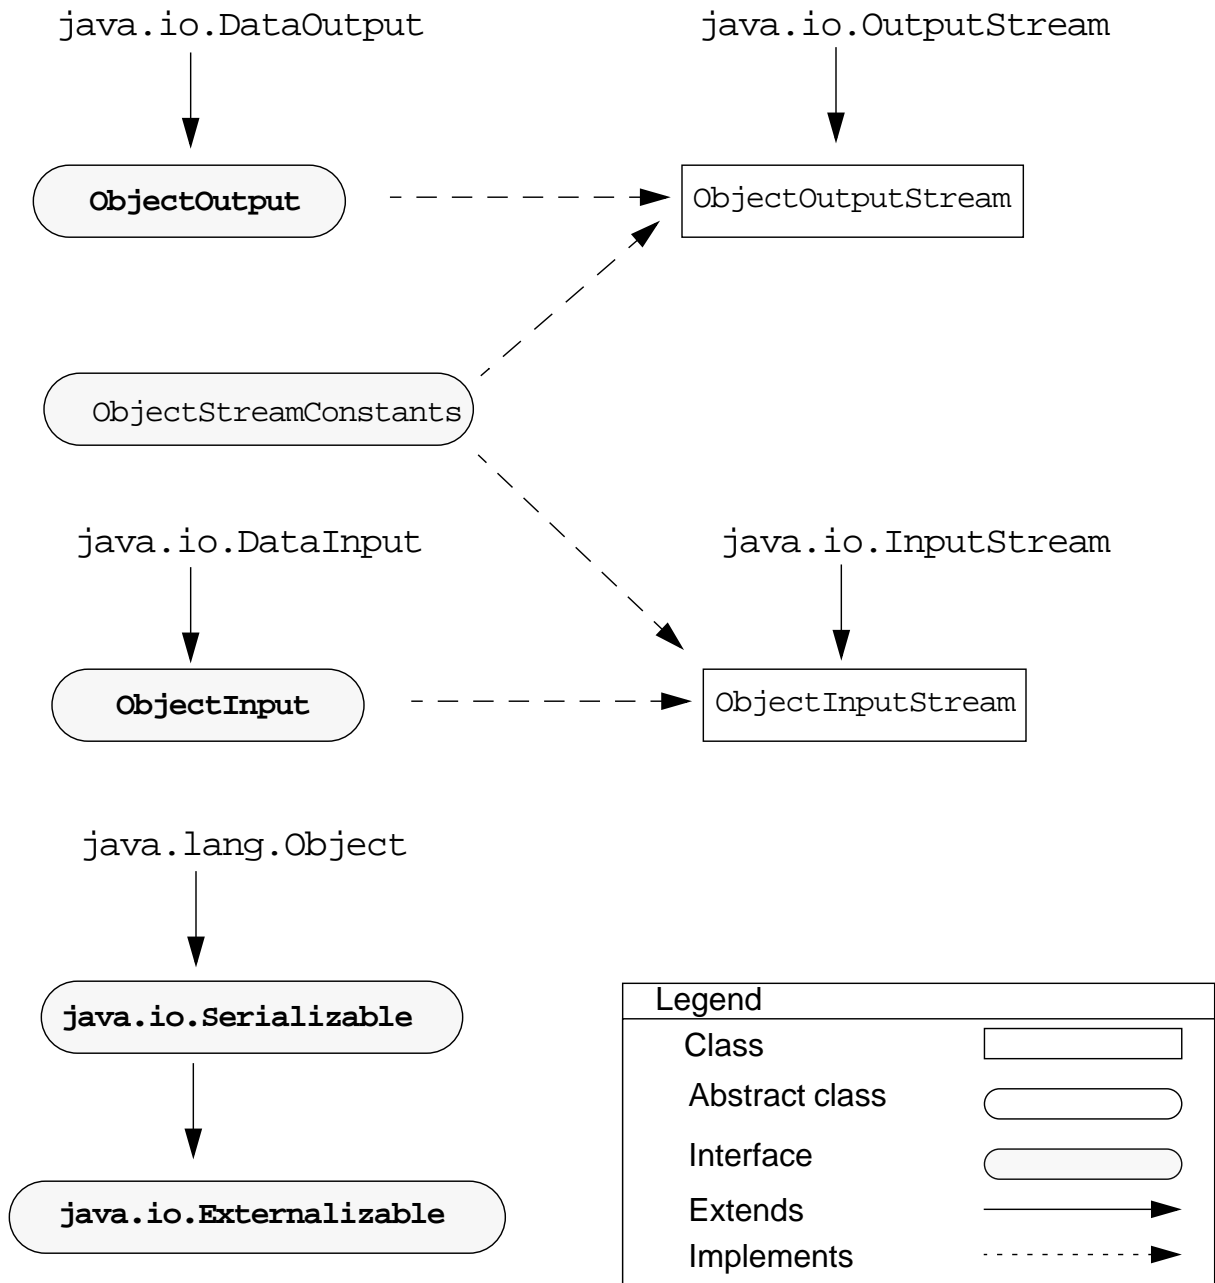 java.io.DataOutput
java.io.OutputStream
ObjectOutput
ObjectOutputStream
ObjectStreamConstants
java.io.DataInput
java.io.InputStream
ObjectInput
ObjectInputStream
java.lang.Object
java.io.Serializable
java.io.Externalizable
Legend
Class
Abstract class
Interface
Extends
Implements